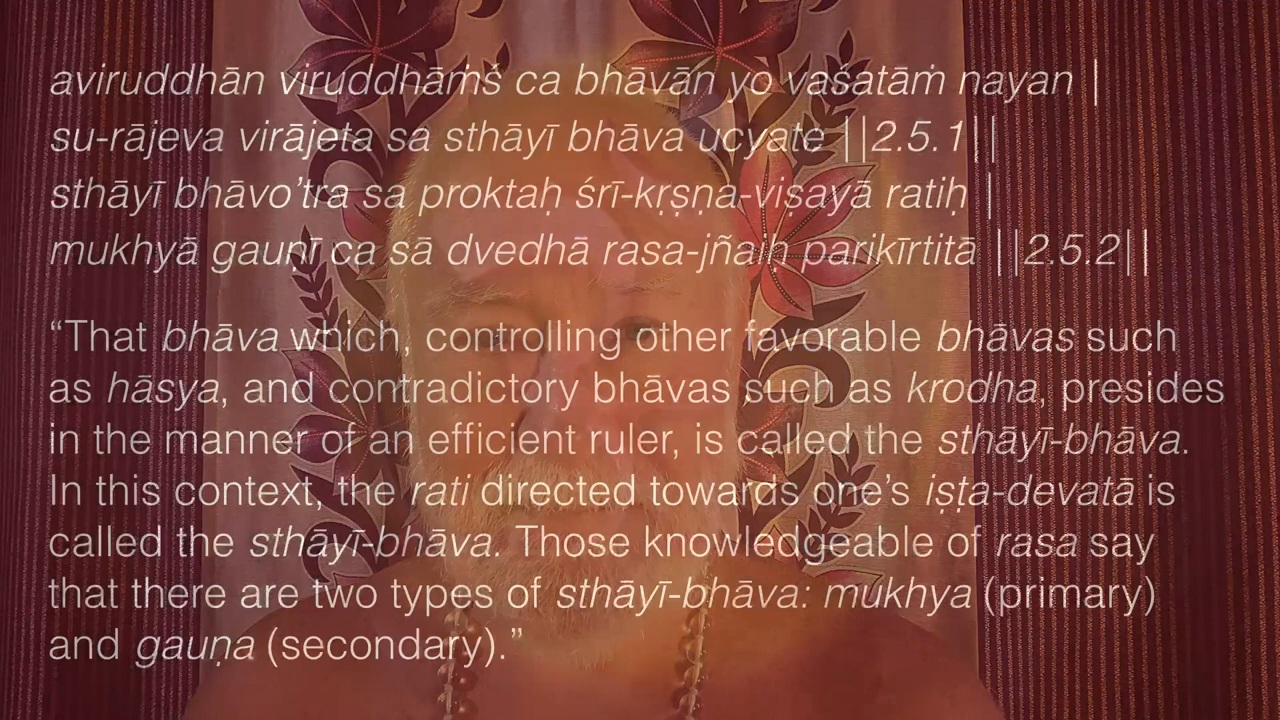 aviruddhān viruddhāṁś ca bhāvān yo vaśatāṁ nayan |
su-rājeva virājeta sa sthāyī bhāva ucyate ||2.5.1||
sthāyī bhāvo’tra sa proktaḥ śrī-kṛṣṇa-viṣayā ratiḥ |
mukhyā gauṇī ca sā dvedhā rasa-jñaiḥ parikīrtitā ||2.5.2||
“That bhāva which, controlling other favorable bhāvas such
as hāsya, and contradictory bhāvas such as krodha, presides
in the manner of an efficient ruler, is called the sthāyī-bhāva.
In this context, the rati directed towards one’s iṣṭa-devatā is
called the sthāyī-bhāva. Those knowledgeable of rasa say
that there are two types of sthāyī-bhāva: mukhya (primary)
and gauṇa (secondary).”